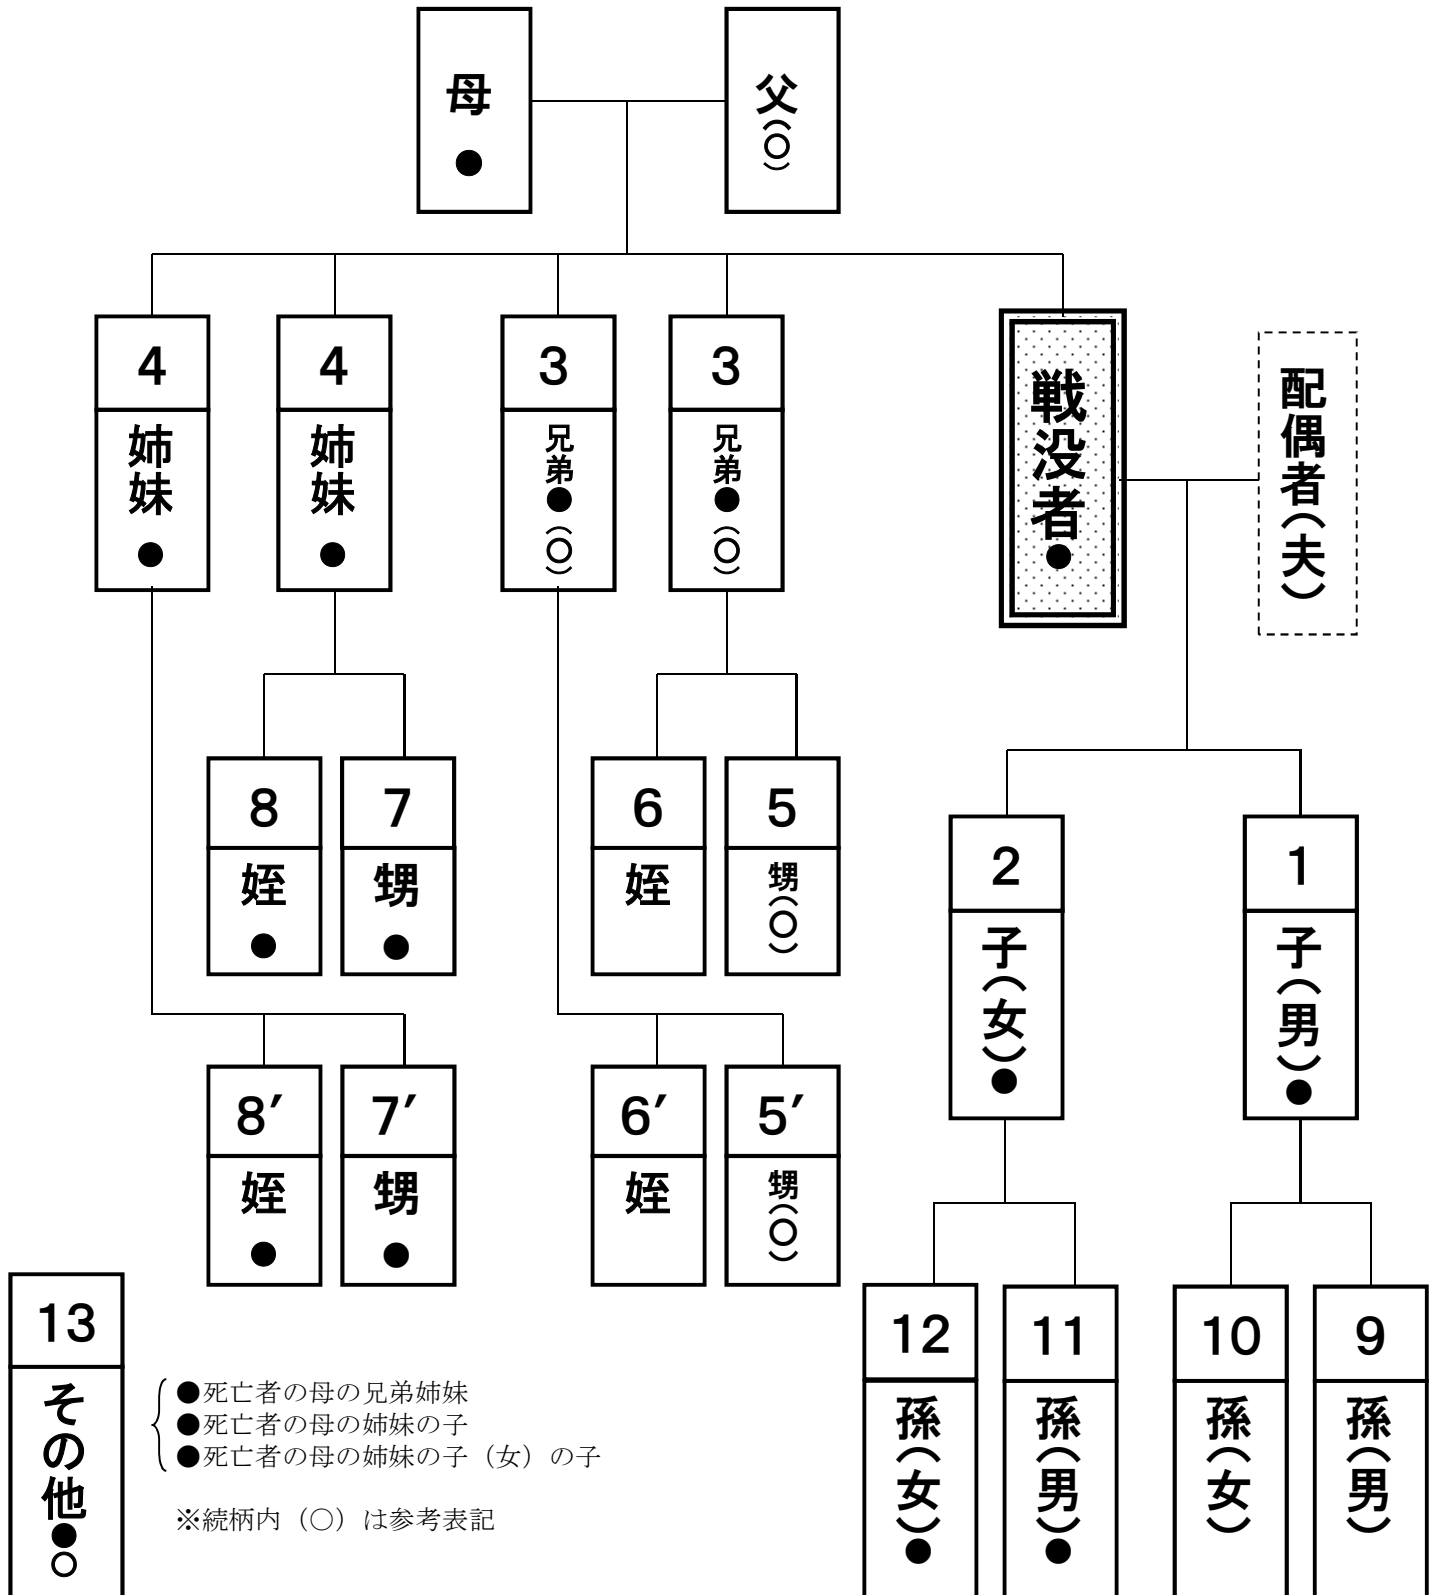 母 ●
父(○)
4
姉妹 ●
4
姉妹 ●
3
兄弟●(○)
3
兄弟●(○)
戦没者●
配偶者(夫)
8
姪 ●
7
甥 ●
6
姪
5
甥(○)
2
子(女)●
1
子(男)●
8′
姪 ●
7′
甥 ●
6′
姪
5′
甥(○)
12
孫(女)●
11
孫(男)●
10
孫(女)
9
孫(男)
13
その他●○
●死亡者の母の兄弟姉妹
●死亡者の母の姉妹の子
●死亡者の母の姉妹の子（女）の子
※続柄内（○）は参考表記